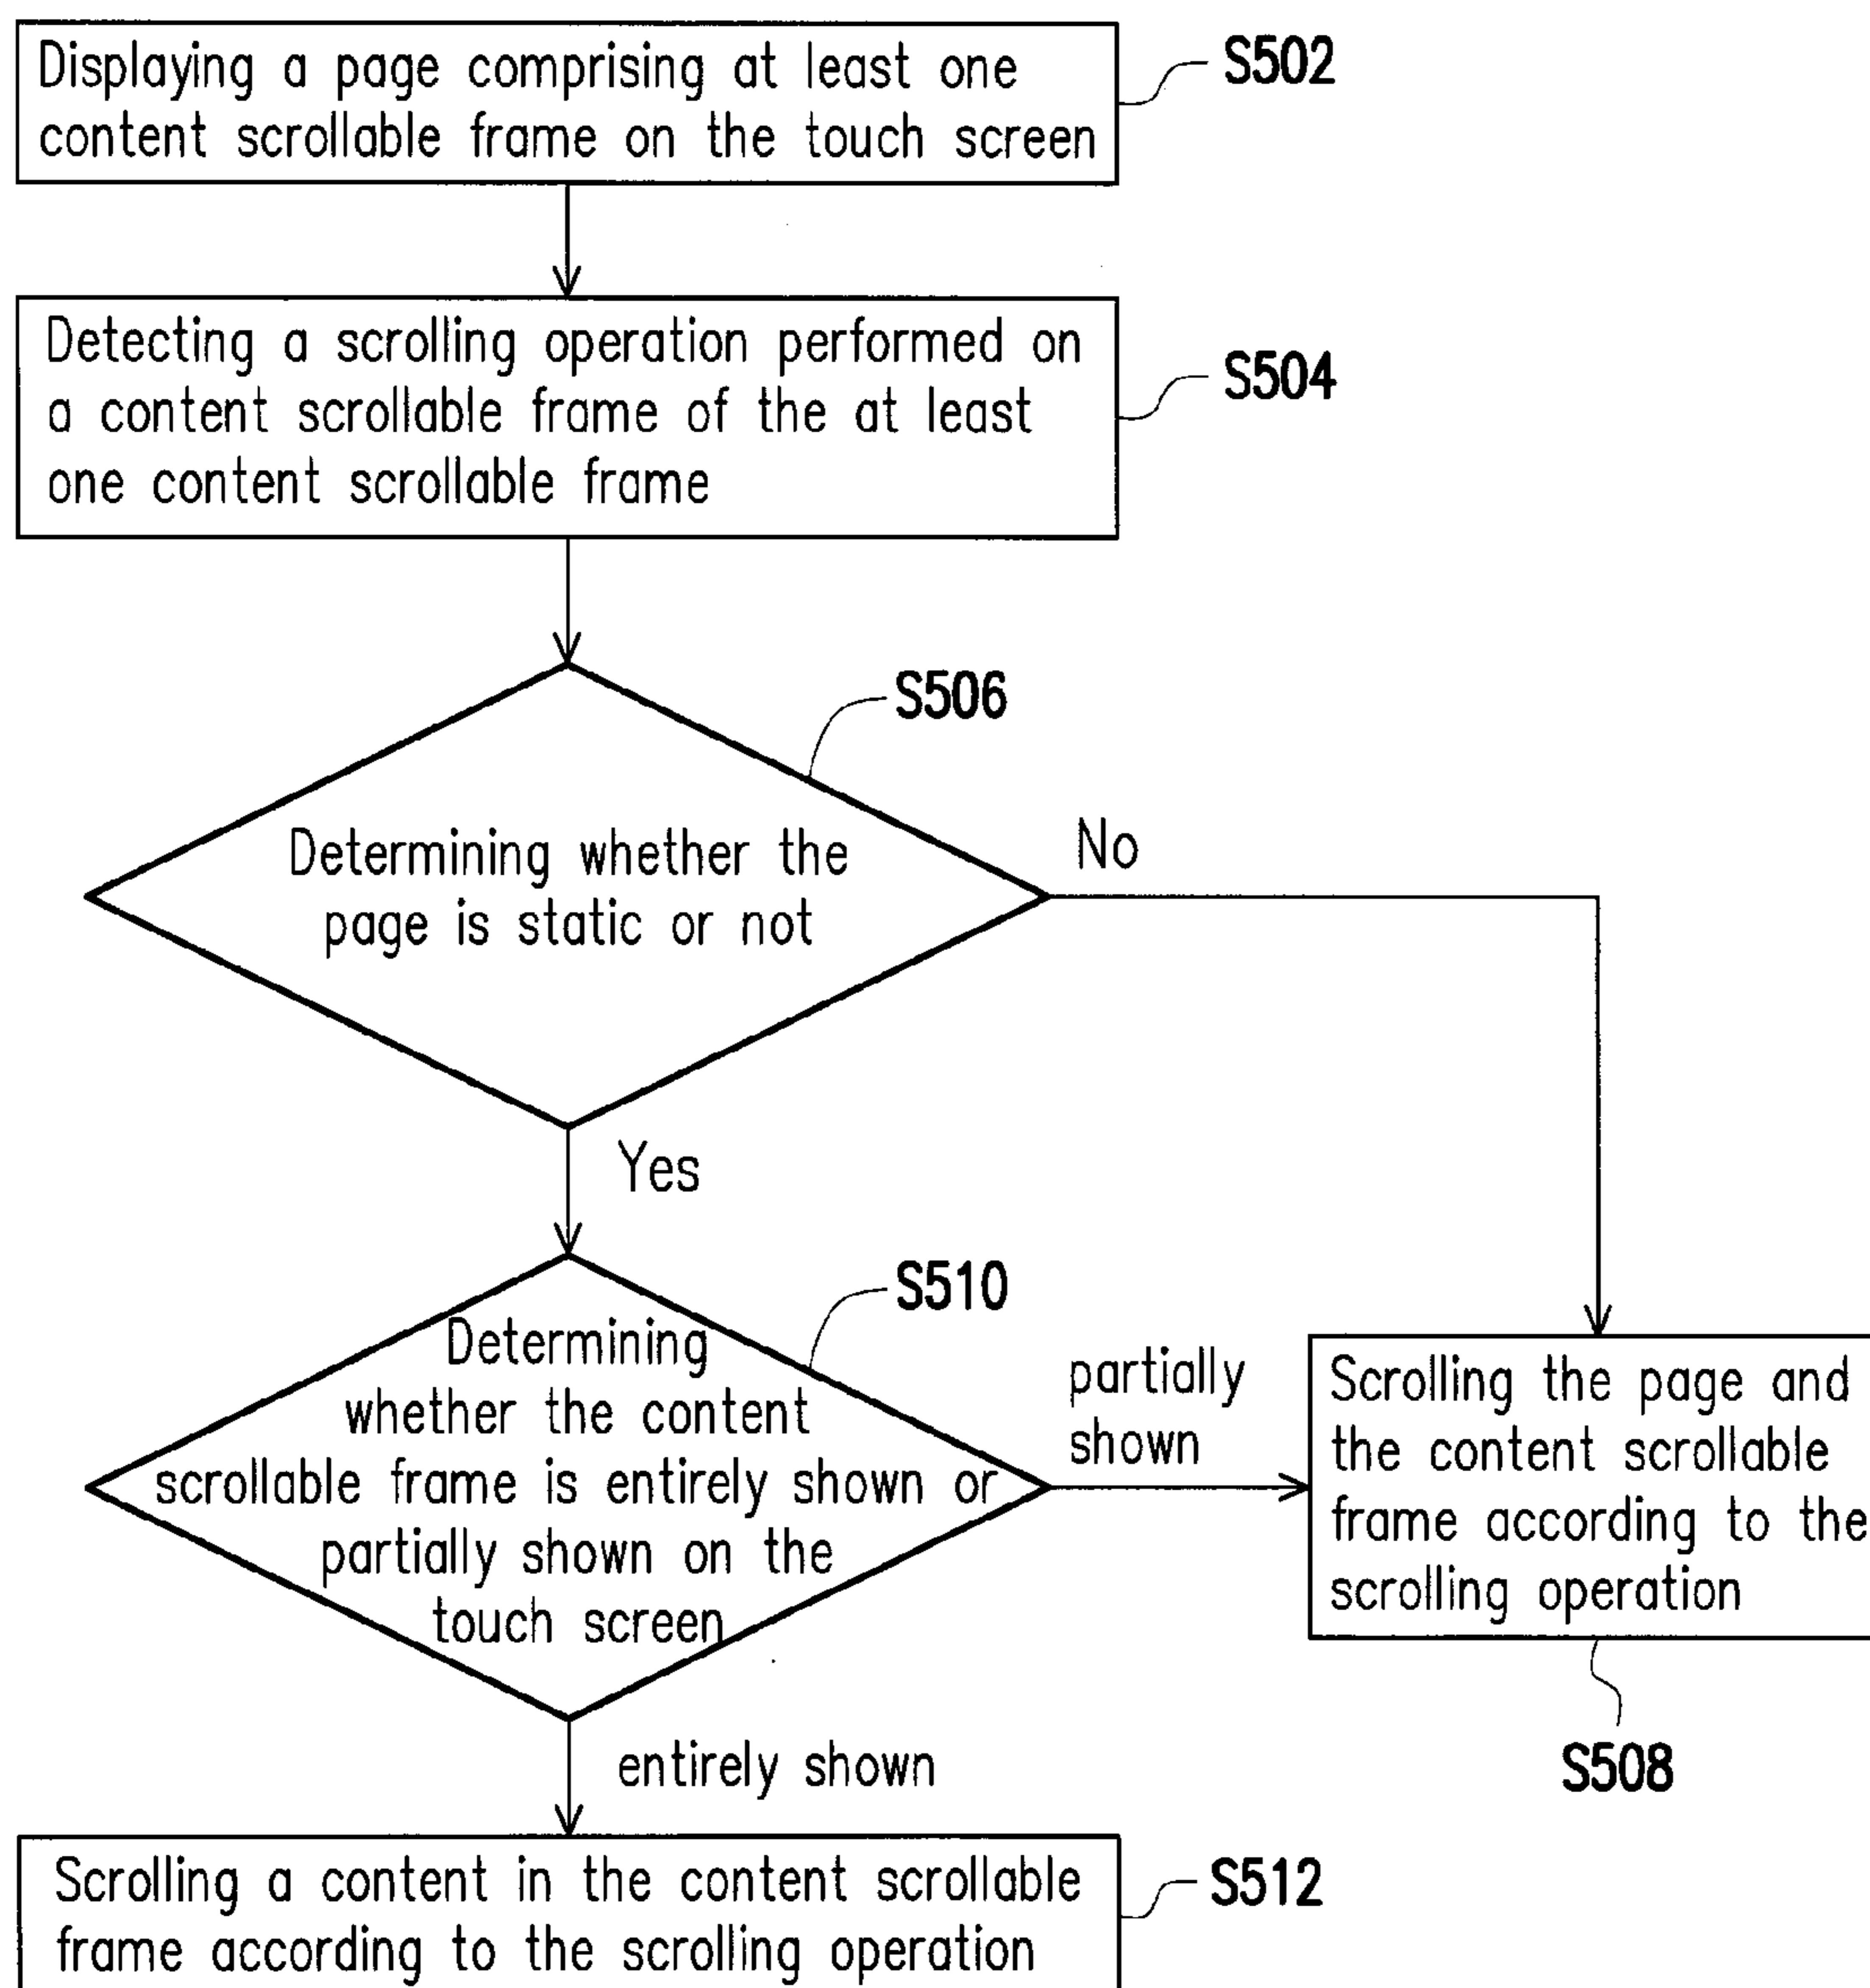 Displaying a page comprising at least one
content scrollable frame on the touch screen
S502
Detecting a scrolling operation performed on
a content scrollable frame of the at least
one content scrollable frame
S504
S506
Determining whether the
page is static or not
No
Yes
S510
Determining
whether the content
scrollable frame is entirely shown or
partially shown on the
touch screen
partially
shown
Scrolling the page and
the content scrollable
frame according to the
scrolling operation
S508
entirely shown
Scrolling a content in the content scrollable
frame according to the scrolling operation
S512